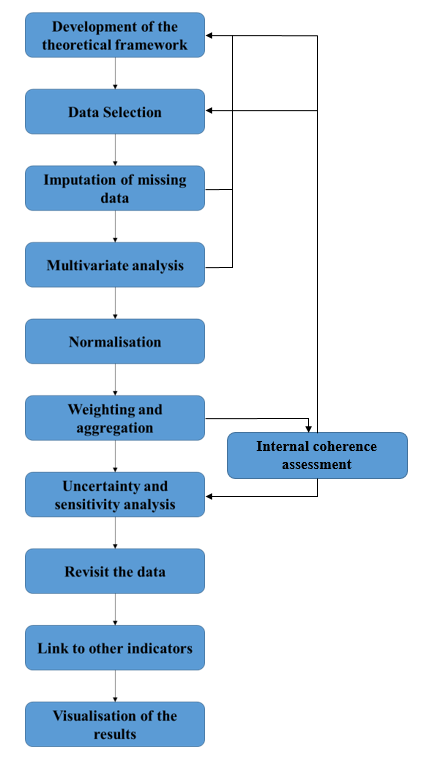 Development of the
theoretical framework
Data Selection
Imputation of missing
data
Multivariate analysis
Normalisation
Weighting and
aggregation
Internal coherence
assessment
Uncertainty and
sensitivity analysis
Revisit the data
Link to other indicators
Visualisation of the
results